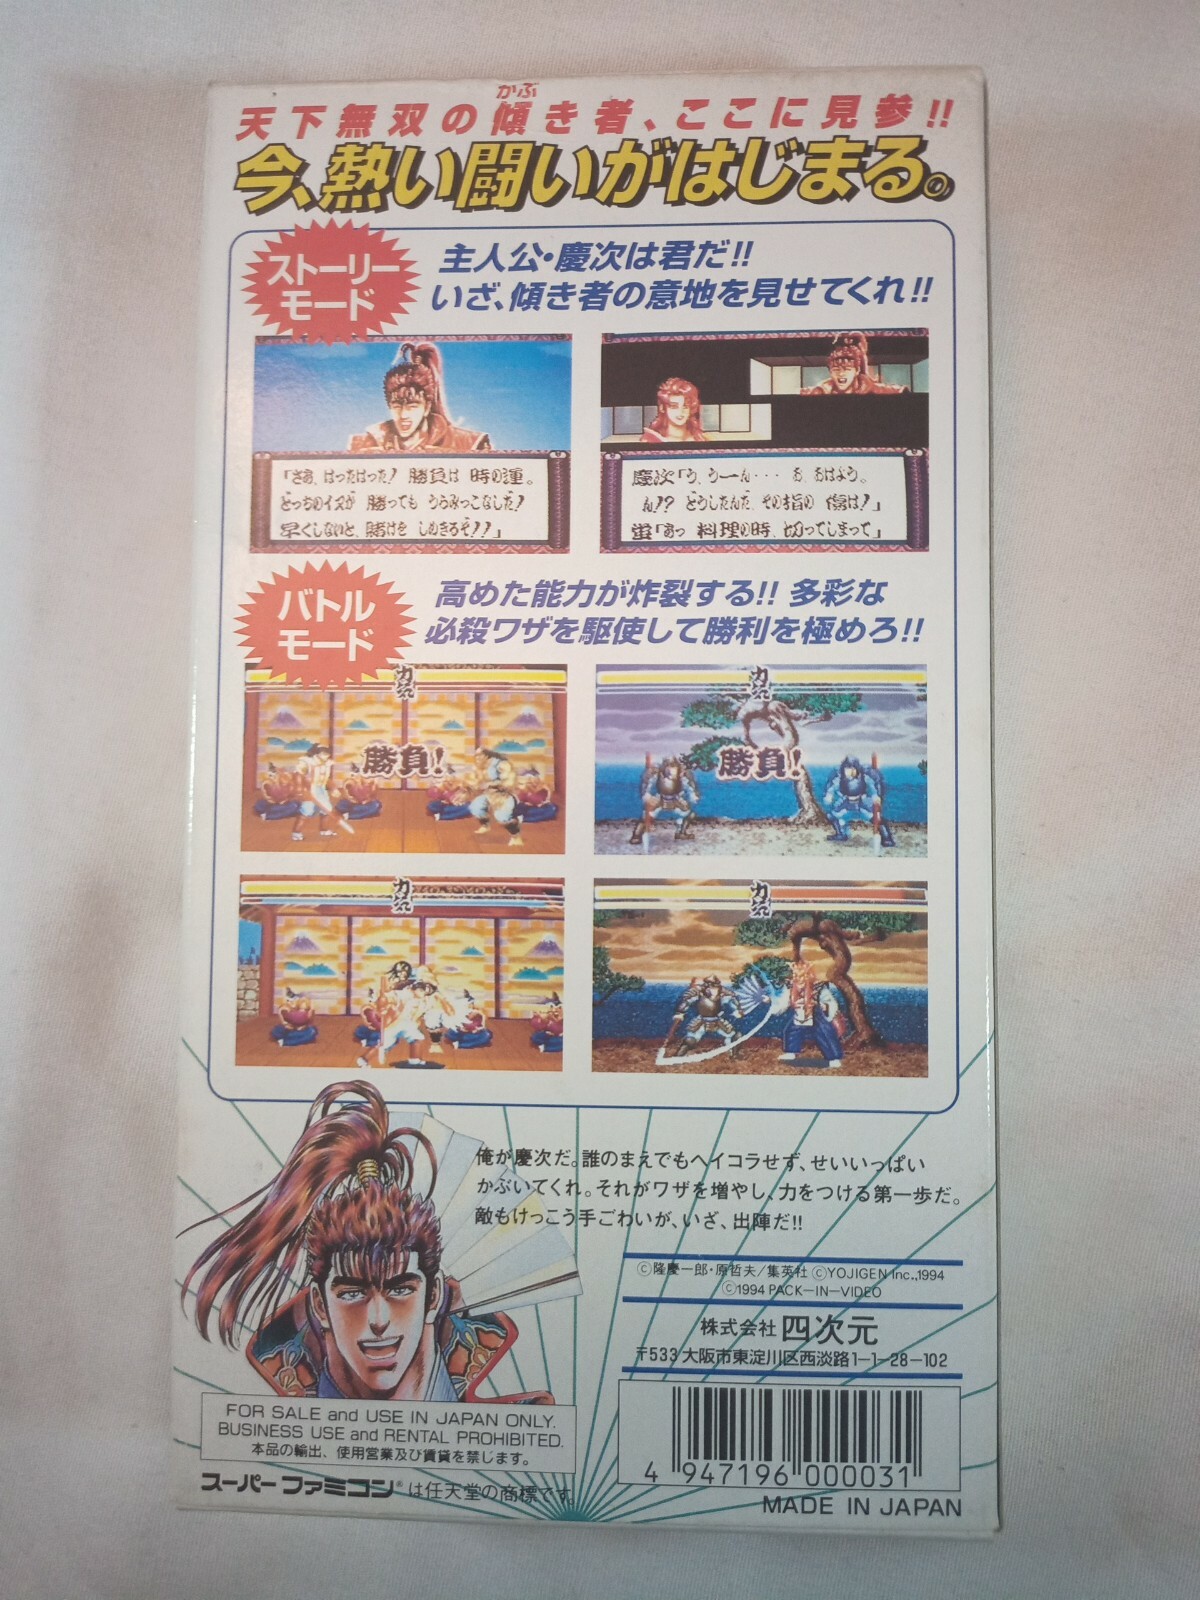 かぶ
天下無双の傾き者、ここに見参!!
今、熱い闘いがはじまる。
ストーリー
モード
主人公・慶次は君だ!!
いざ、傾き者の意地を見せてくれ!!
「さあ、はったはった! 勝負は 時の運。
どっちのイヌが 勝っても うらみっこなしだ!
早くしないと、賭けを しめきるぞ!!」
慶次「う、うーん・・・ お、おはよう。
ん!? どうしたんだ、その指の 傷は!」
蛍「あっ 料理の時、切ってしまって」
バトル
モード
高めた能力が炸裂する!! 多彩な
必殺ワザを駆使して勝利を極めろ!!
力
気
勝負!
力
気
勝負!
力
気
力
気
俺が慶次だ。誰のまえでもヘイコラせず、せいいっぱい
かぶいてくれ。それがワザを増やし、力をつける第一歩だ。
敵もけっこう手ごわいが、いざ、出陣だ!!
©隆慶一郎・原哲夫/集英社 ©YOJIGEN Inc.,1994
©1994 PACK-IN-VIDEO
株式会社 四次元
〒533 大阪市東淀川区西淡路1-1-28-102
FOR SALE and USE IN JAPAN ONLY.
BUSINESS USE and RENTAL PROHIBITED.
本品の輸出、使用営業及び賃貸を禁じます。
スーパーファミコン®は任天堂の商標です。
4 947196 000031
MADE IN JAPAN